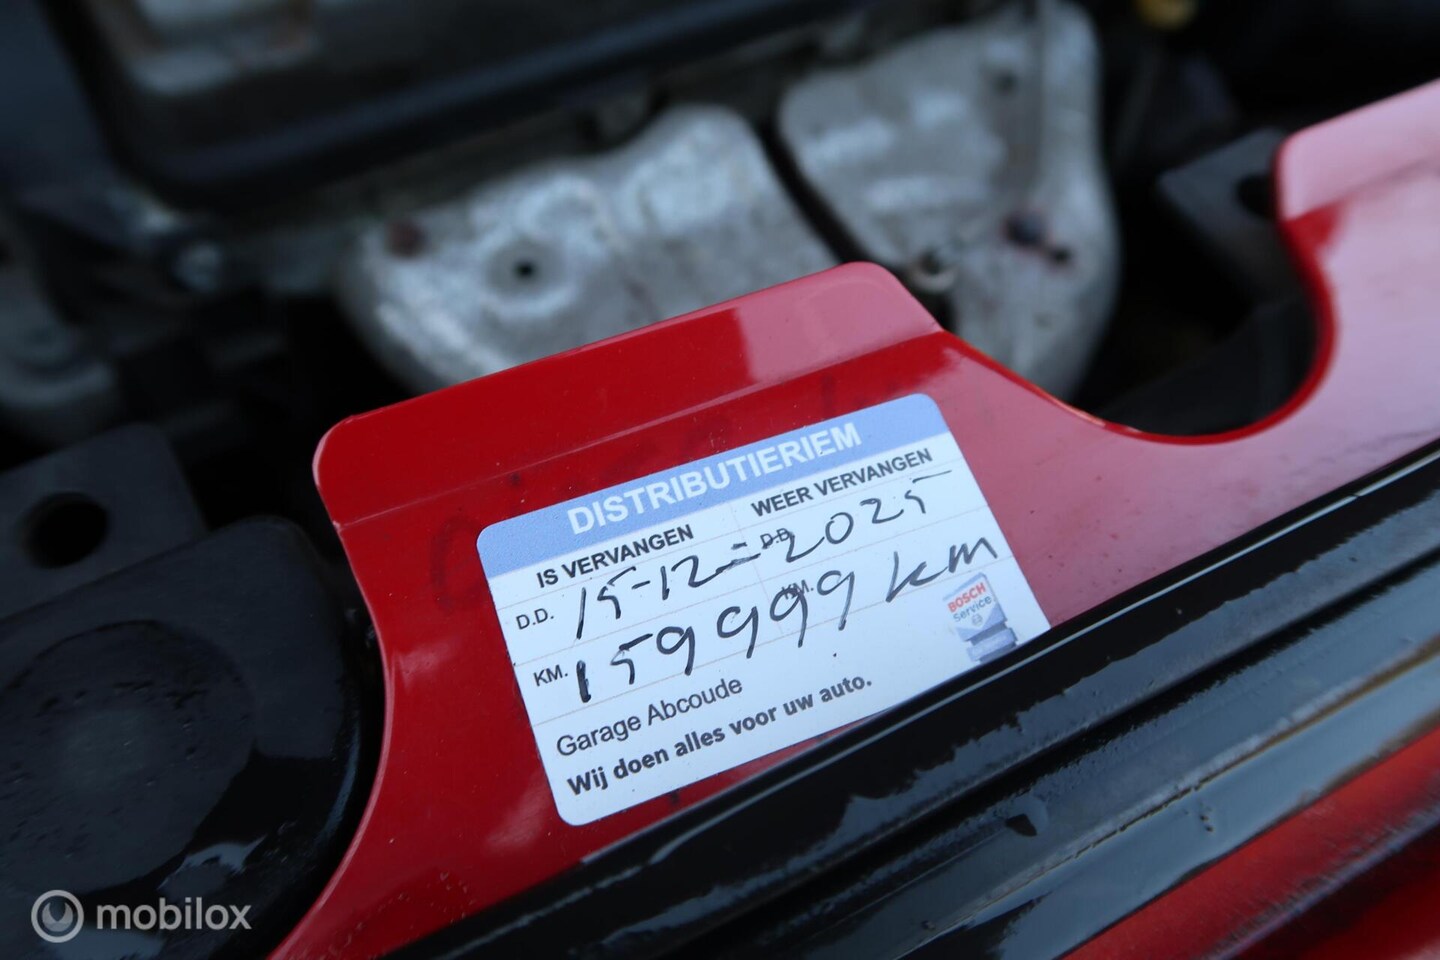 DISTRIBUTIERIEM
IS VERVANGEN WEER VERVANGEN
D.D. 15-12-2025 D.D.
KM. 159999 km KM.
BOSCH
Service
Garage Abcoude
Wij doen alles voor uw auto.
mobilox